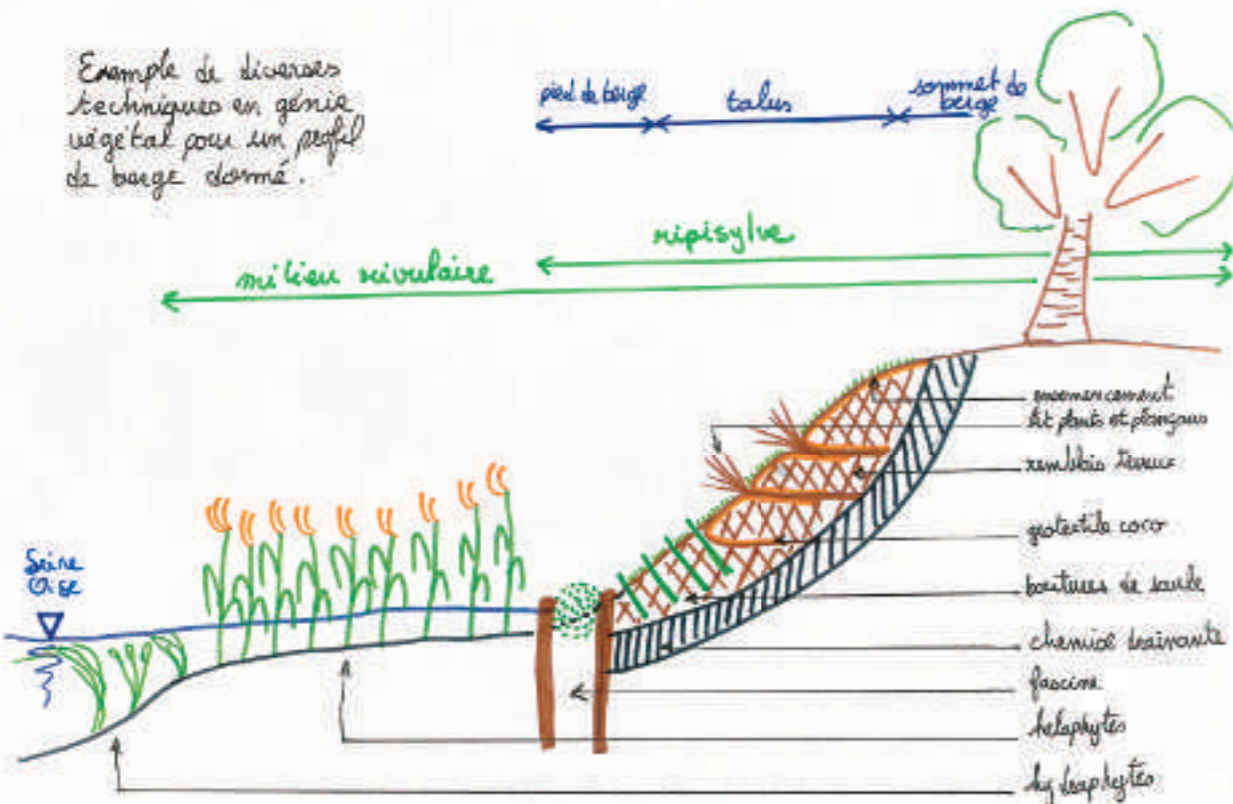 Exemple de diverses
techniques en génie
végétal pour un profil
de berge donné.
pied de berge
talus
sommet de
berge
ripisylve
milieu rivulaire
Seine
Oise
ensemencement
lit plants et plançons
remblais terreux
géotextile coco
boutures de saule
chemise drainante
fascine
hélophytes
hydrophytes